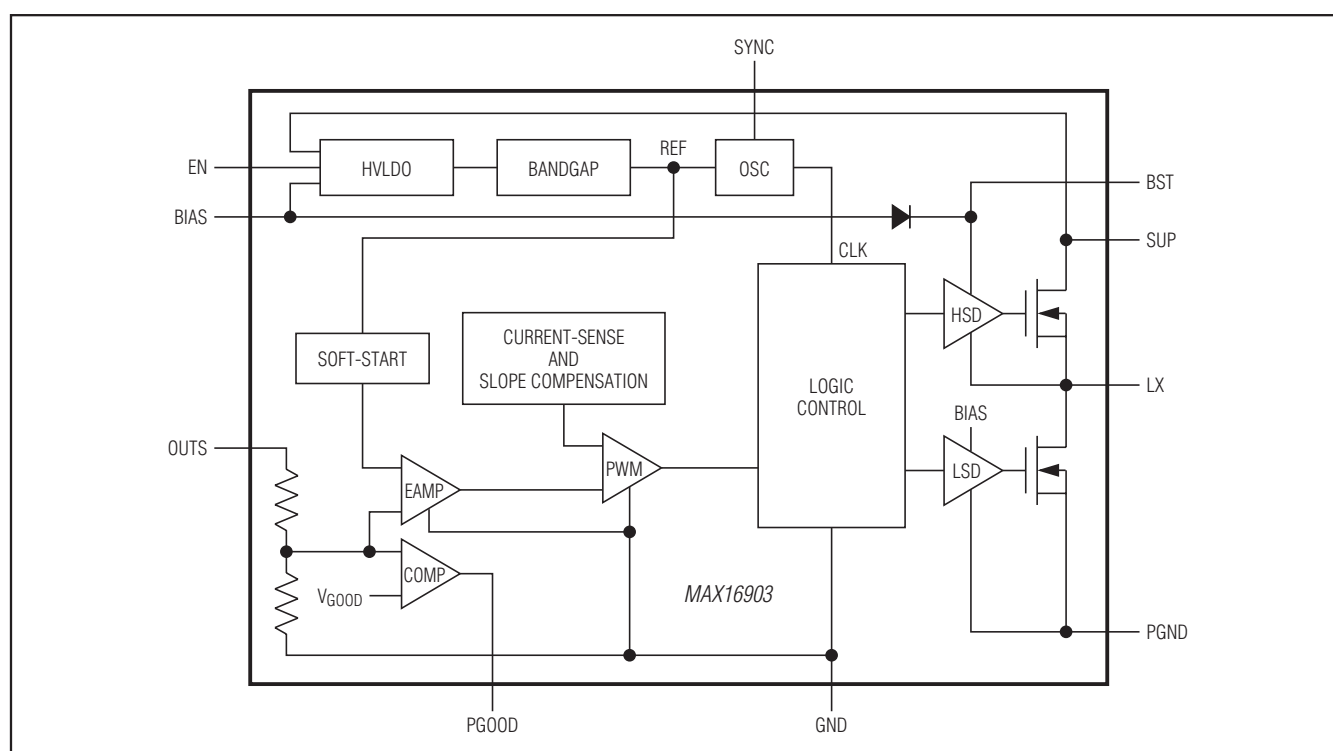 SYNC
EN
HVLDO
BANDGAP
REF
OSC
BST
BIAS
SUP
CLK
HSD
SOFT-START
CURRENT-SENSE
AND
SLOPE COMPENSATION
LOGIC
CONTROL
LX
BIAS
OUTS
EAMP
PWM
LSD
COMP
VGOOD
MAX16903
PGND
PGOOD
GND